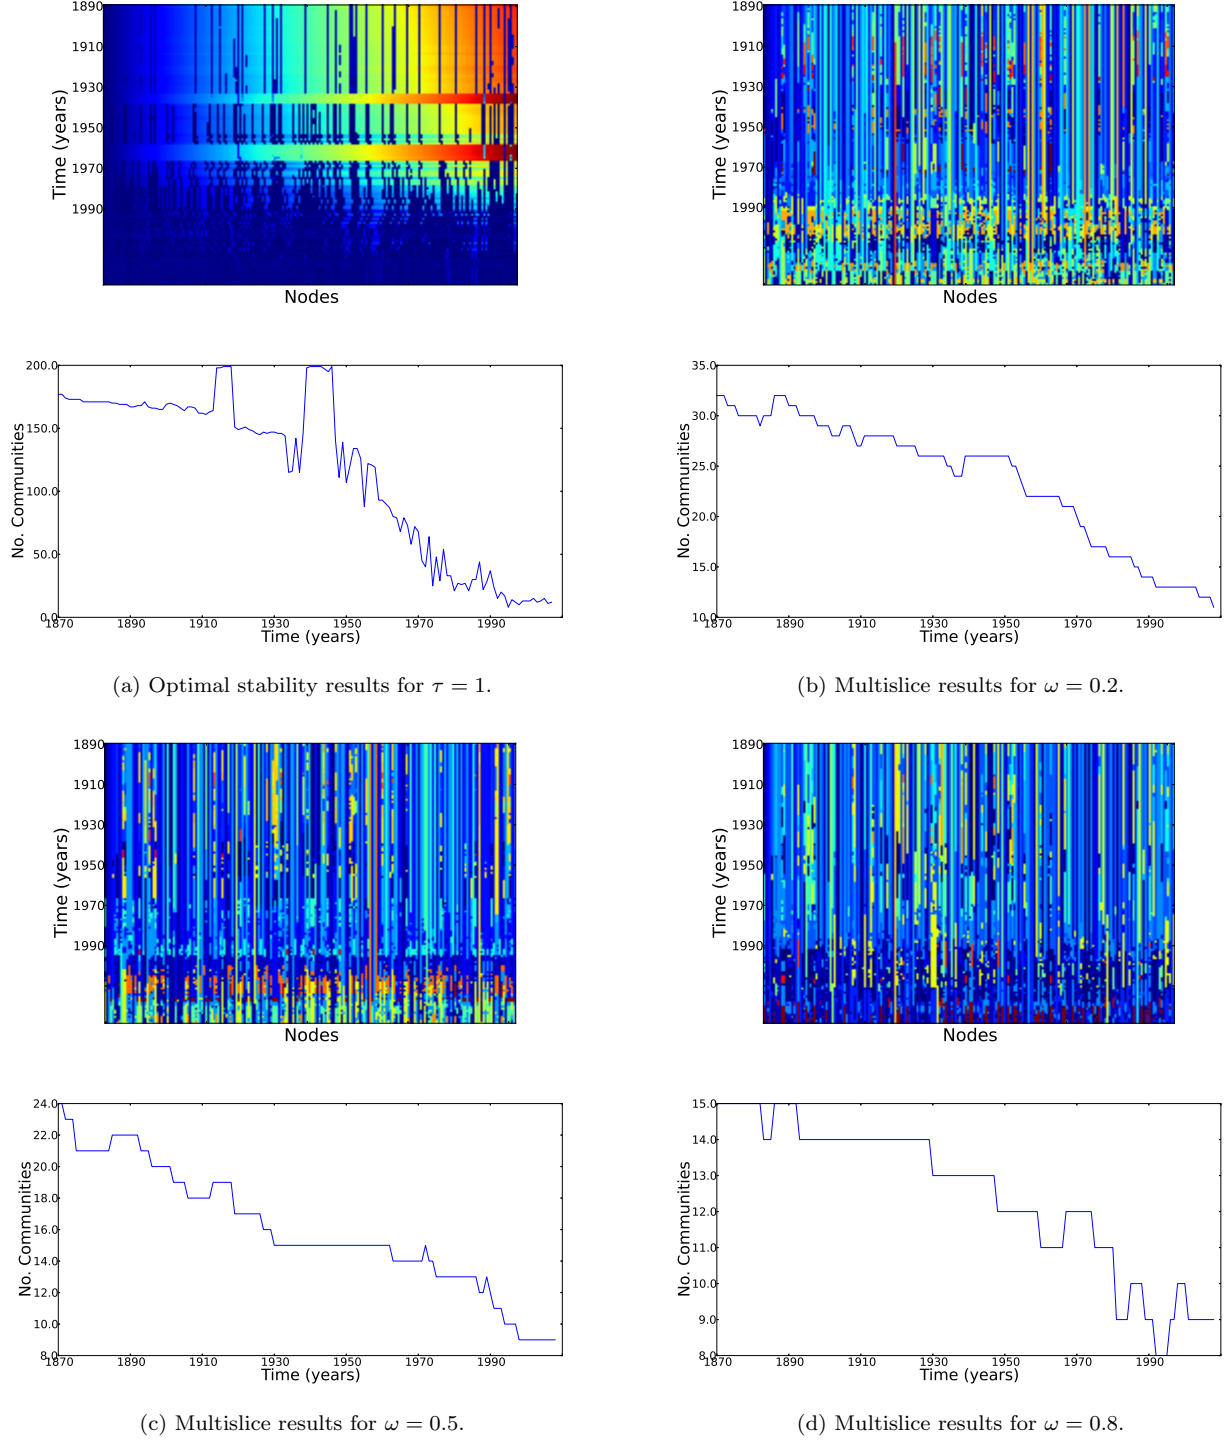 1890
1910
1930
1950
1970
1990
Time (years)
Nodes
1890
1910
1930
1950
1970
1990
Time (years)
Nodes
200.0
150.0
100.0
50.0
0.0
No. Communities
1870 1890 1910 1930 1950 1970 1990
Time (years)
35.0
30.0
25.0
20.0
15.0
10.0
No. Communities
1870 1890 1910 1930 1950 1970 1990
Time (years)
(a) Optimal stability results for τ = 1.
(b) Multislice results for ω = 0.2.
1890
1910
1930
1950
1970
1990
Time (years)
Nodes
1890
1910
1930
1950
1970
1990
Time (years)
Nodes
24.0
22.0
20.0
18.0
16.0
14.0
12.0
10.0
8.0
No. Communities
1870 1890 1910 1930 1950 1970 1990
Time (years)
15.0
14.0
13.0
12.0
11.0
10.0
9.0
8.0
No. Communities
1870 1890 1910 1930 1950 1970 1990
Time (years)
(c) Multislice results for ω = 0.5.
(d) Multislice results for ω = 0.8.